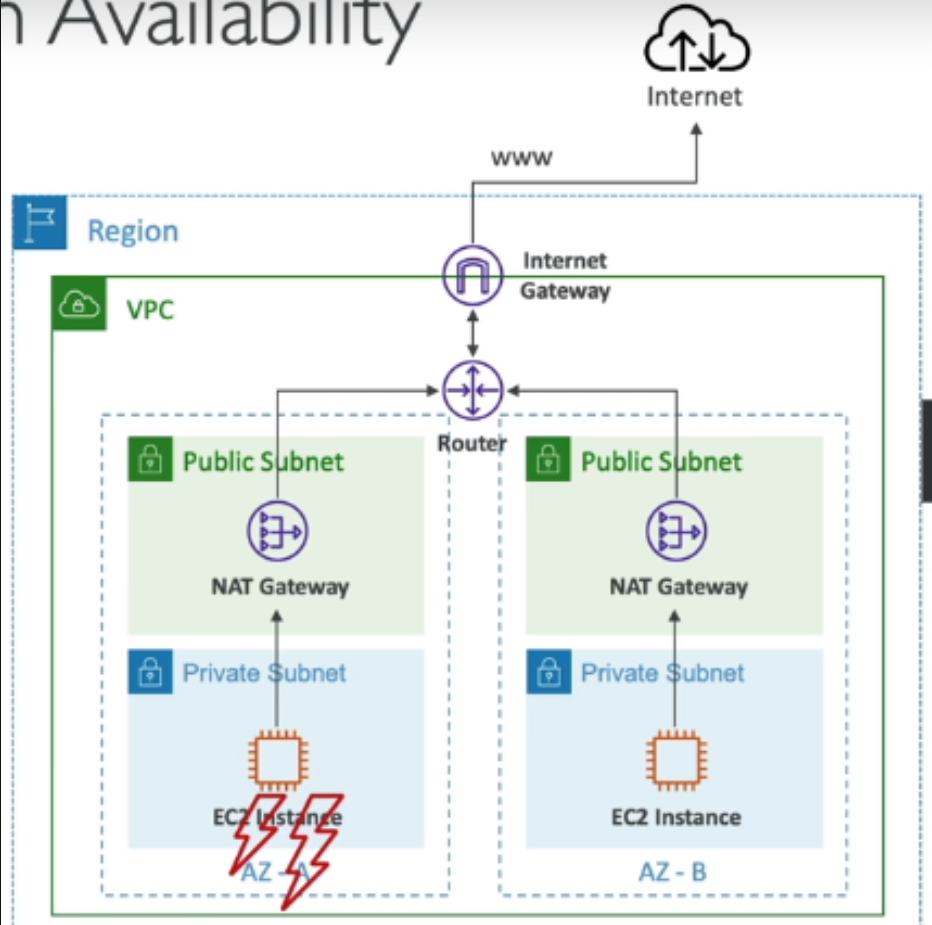 n Availability
Internet
www
Region
Internet
Gateway
VPC
Router
Public Subnet
Public Subnet
NAT Gateway
NAT Gateway
Private Subnet
Private Subnet
EC2 Instance
EC2 Instance
AZ - A
AZ - B